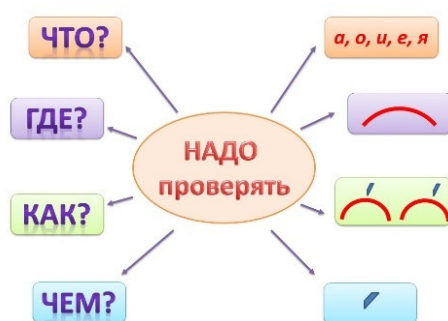 ЧТО?
а, о, и, е, я
ГДЕ?
НАДО
проверять
КАК?
ЧЕМ?